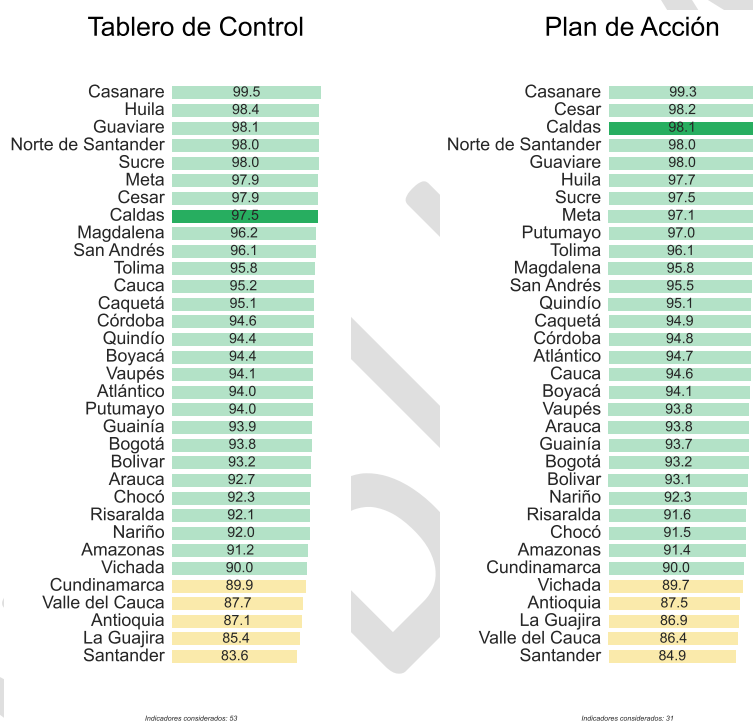 Tablero de Control
Casanare 99.5
Huila 98.4
Guaviare 98.1
Norte de Santander 98.0
Sucre 98.0
Meta 97.9
Cesar 97.9
Caldas 97.5
Magdalena 96.2
San Andrés 96.1
Tolima 95.8
Cauca 95.2
Caquetá 95.1
Córdoba 94.6
Quindío 94.4
Boyacá 94.4
Vaupés 94.1
Atlántico 94.0
Putumayo 94.0
Guainía 93.9
Bogotá 93.8
Bolivar 93.2
Arauca 92.7
Chocó 92.3
Risaralda 92.1
Nariño 92.0
Amazonas 91.2
Vichada 90.0
Cundinamarca 89.9
Valle del Cauca 87.7
Antioquia 87.1
La Guajira 85.4
Santander 83.6
Indicadores considerados: 53
Plan de Acción
Casanare 99.3
Cesar 98.2
Caldas 98.1
Norte de Santander 98.0
Guaviare 98.0
Huila 97.7
Sucre 97.5
Meta 97.1
Putumayo 97.0
Tolima 96.1
Magdalena 95.8
San Andrés 95.5
Quindío 95.1
Caquetá 94.9
Córdoba 94.8
Atlántico 94.7
Cauca 94.6
Boyacá 94.1
Vaupés 93.8
Arauca 93.8
Guainía 93.7
Bogotá 93.2
Bolivar 93.1
Nariño 92.3
Risaralda 91.6
Chocó 91.5
Amazonas 91.4
Cundinamarca 90.0
Vichada 89.7
Antioquia 87.5
La Guajira 86.9
Valle del Cauca 86.4
Santander 84.9
Indicadores considerados: 31